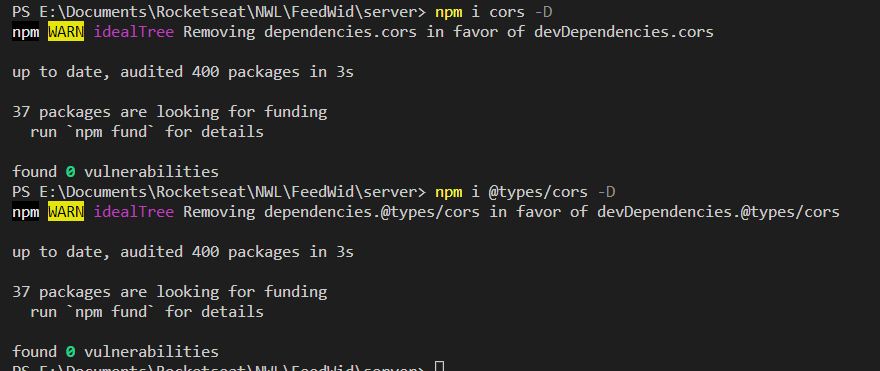 PS E:\Documents\Rocketseat\NWL\FeedWid\server> npm i cors -D
npm WARN idealTree Removing dependencies.cors in favor of devDependencies.cors
up to date, audited 400 packages in 3s
37 packages are looking for funding
run `npm fund` for details
found 0 vulnerabilities
PS E:\Documents\Rocketseat\NWL\FeedWid\server> npm i @types/cors -D
npm WARN idealTree Removing dependencies.@types/cors in favor of devDependencies.@types/cors
up to date, audited 400 packages in 3s
37 packages are looking for funding
run `npm fund` for details
found 0 vulnerabilities
PS E:\Documents\Rocketseat\NWL\FeedWid\server>